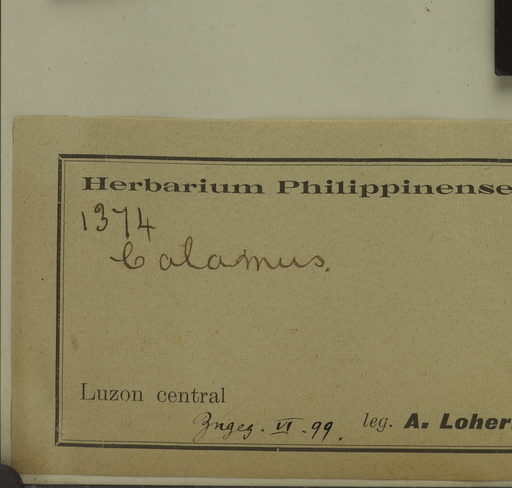 Herbarium Philippinense
1374
Calamus.
Luzon central
VI. 99.
leg. A. Loher